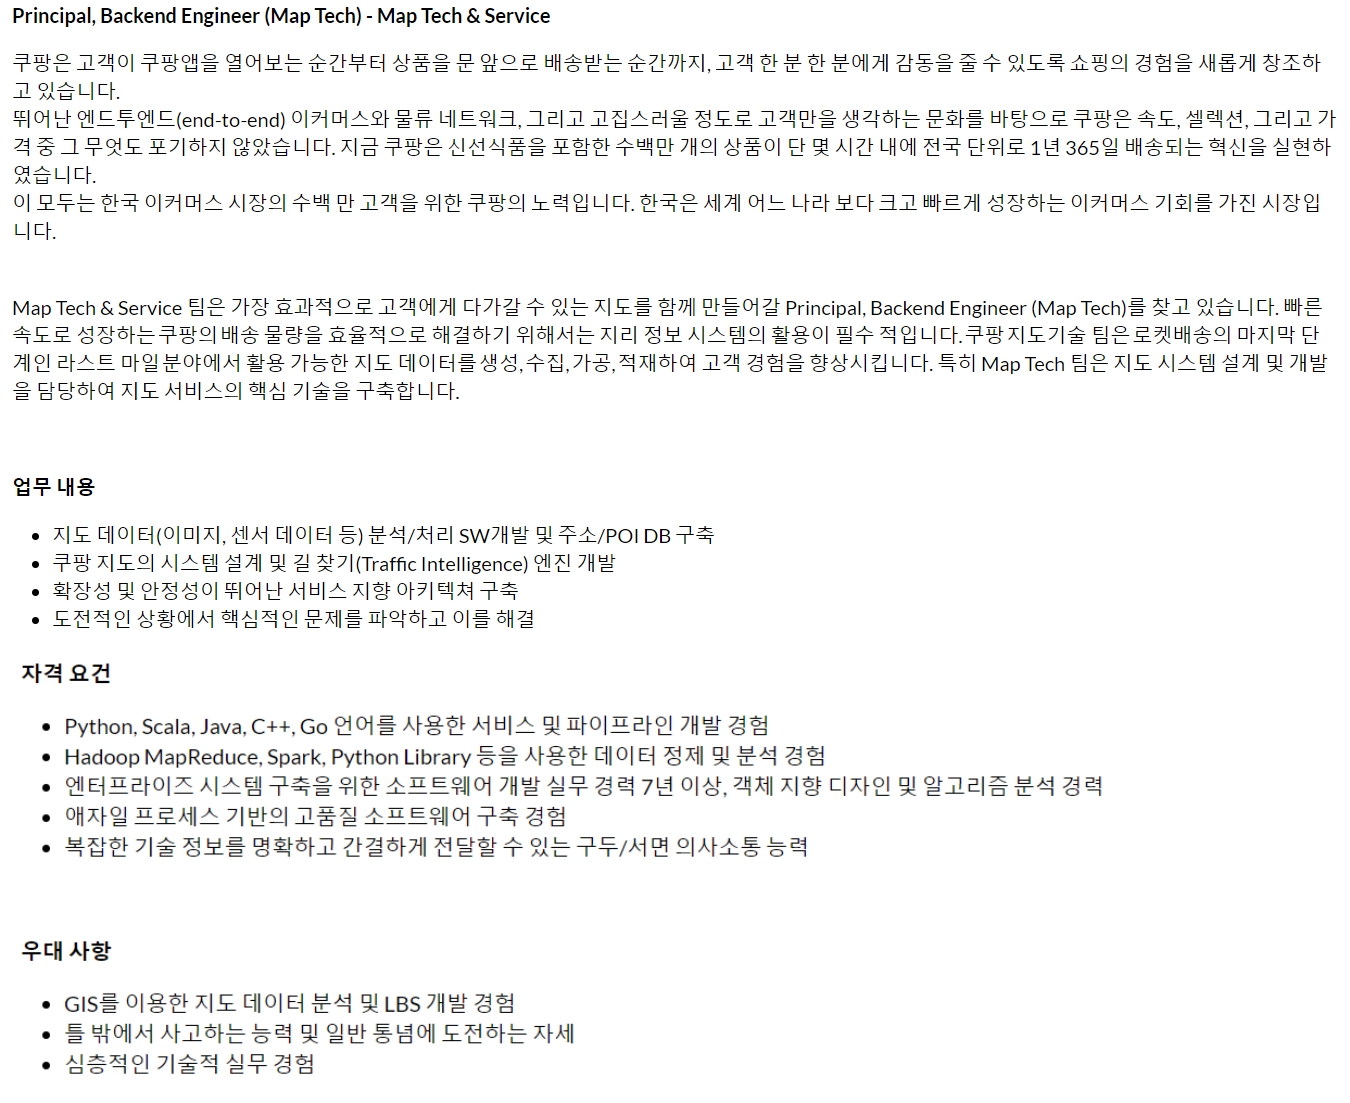 Principal, Backend Engineer (Map Tech) - Map Tech & Service
쿠팡은 고객이 쿠팡앱을 열어보는 순간부터 상품을 문 앞으로 배송받는 순간까지, 고객 한 분 한 분에게 감동을 줄 수 있도록 쇼핑의 경험을 새롭게 창조하
고 있습니다.
뛰어난 엔드투엔드(end-to-end) 이커머스와 물류 네트워크, 그리고 고집스러울 정도로 고객만을 생각하는 문화를 바탕으로 쿠팡은 속도, 셀렉션, 그리고 가
격 중 그 무엇도 포기하지 않았습니다. 지금 쿠팡은 신선식품을 포함한 수백만 개의 상품이 단 몇 시간 내에 전국 단위로 1년 365일 배송되는 혁신을 실현하
였습니다.
이 모두는 한국 이커머스 시장의 수백 만 고객을 위한 쿠팡의 노력입니다. 한국은 세계 어느 나라 보다 크고 빠르게 성장하는 이커머스 기회를 가진 시장입
니다.
Map Tech & Service 팀은 가장 효과적으로 고객에게 다가갈 수 있는 지도를 함께 만들어갈 Principal, Backend Engineer (Map Tech)를 찾고 있습니다. 빠른
속도로 성장하는 쿠팡의 배송 물량을 효율적으로 해결하기 위해서는 지리 정보 시스템의 활용이 필수 적입니다.쿠팡 지도기술 팀은 로켓배송의 마지막 단
계인 라스트 마일 분야에서 활용 가능한 지도 데이터를 생성,수집,가공,적재하여 고객 경험을 향상시킵니다. 특히 Map Tech 팀은 지도 시스템 설계 및 개발
을 담당하여 지도 서비스의 핵심 기술을 구축합니다.
업무 내용
• 지도 데이터(이미지, 센서 데이터 등) 분석/처리 SW개발 및 주소/POI DB 구축
• 쿠팡 지도의 시스템 설계 및 길 찾기(Traffic Intelligence) 엔진 개발
• 확장성 및 안정성이 뛰어난 서비스 지향 아키텍쳐 구축
• 도전적인 상황에서 핵심적인 문제를 파악하고 이를 해결
자격 요건
• Python, Scala, Java, C++, Go 언어를 사용한 서비스 및 파이프라인 개발 경험
• Hadoop MapReduce, Spark, Python Library 등을 사용한 데이터 정제 및 분석 경험
• 엔터프라이즈 시스템 구축을 위한 소프트웨어 개발 실무 경력 7년 이상, 객체 지향 디자인 및 알고리즘 분석 경력
• 애자일 프로세스 기반의 고품질 소프트웨어 구축 경험
• 복잡한 기술 정보를 명확하고 간결하게 전달할 수 있는 구두/서면 의사소통 능력
우대 사항
• GIS를 이용한 지도 데이터 분석 및 LBS 개발 경험
• 틀 밖에서 사고하는 능력 및 일반 통념에 도전하는 자세
• 심층적인 기술적 실무 경험